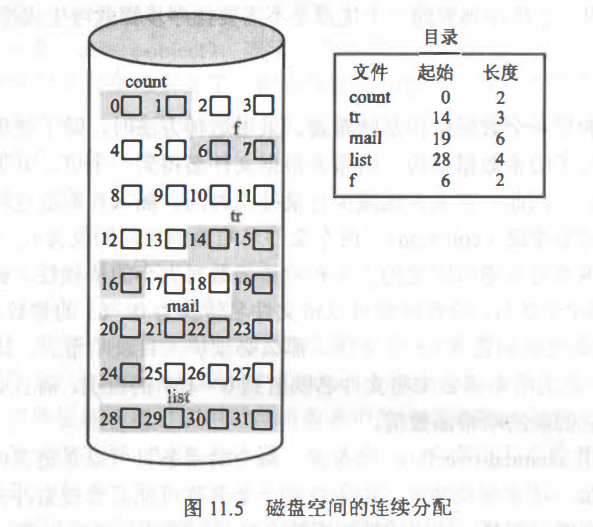 目录
文件 起始 长度
count 0 2
tr 14 3
mail 19 6
list 28 4
f 6 2
count
0 1 2 3
f
4 5 6 7
8 9 10 11
tr
12 13 14 15
16 17 18 19
mail
20 21 22 23
24 25 26 27
list
28 29 30 31
图 11.5 磁盘空间的连续分配